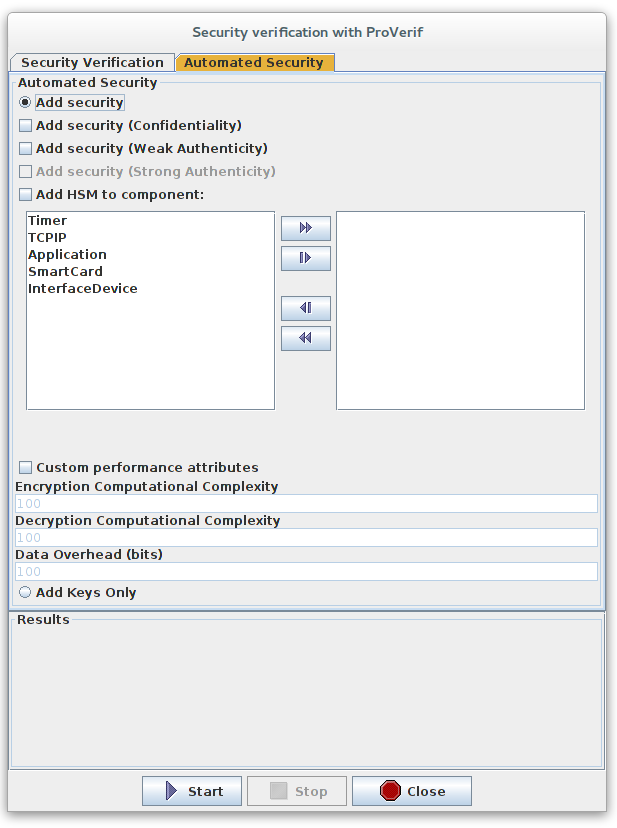 Security verification with ProVerif
Security Verification
Automated Security
Automated Security
Add security
Add security (Confidentiality)
Add security (Weak Authenticity)
Add security (Strong Authenticity)
Add HSM to component:
Timer
TCPIP
Application
SmartCard
InterfaceDevice
Custom performance attributes
Encryption Computational Complexity
100
Decryption Computational Complexity
100
Data Overhead (bits)
100
Add Keys Only
Results
Start
Stop
Close